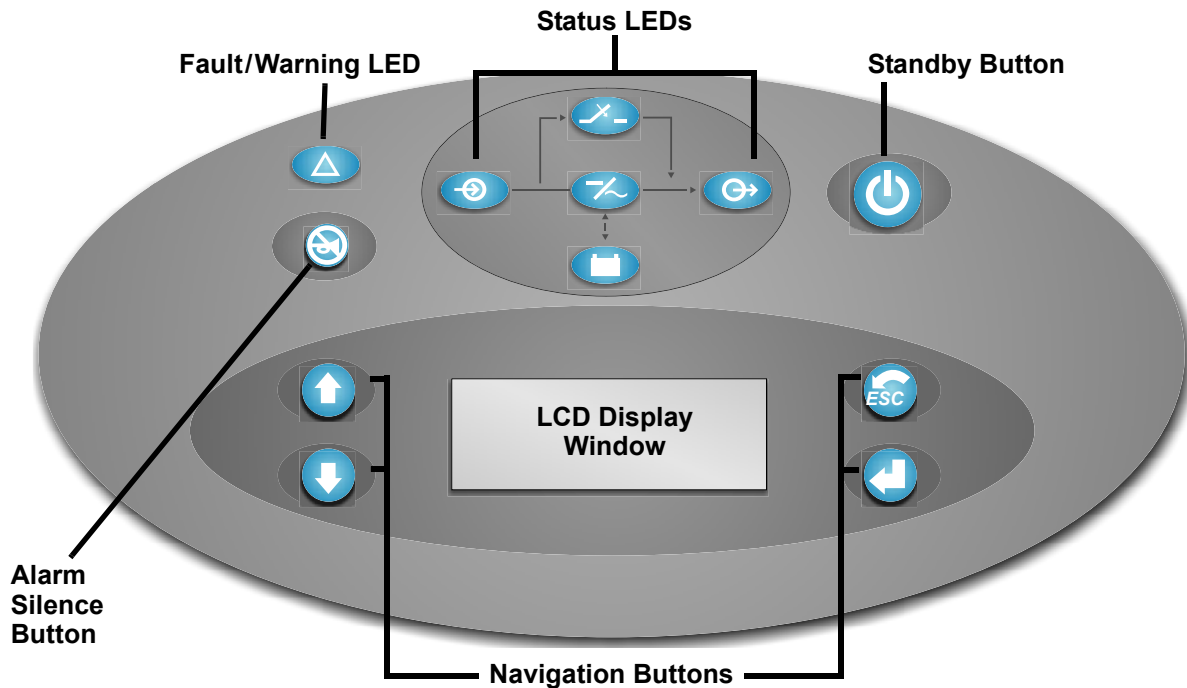 Status LEDs
Fault/Warning LED
Standby Button
ESC
LCD Display
Window
Alarm
Silence
Button
Navigation Buttons